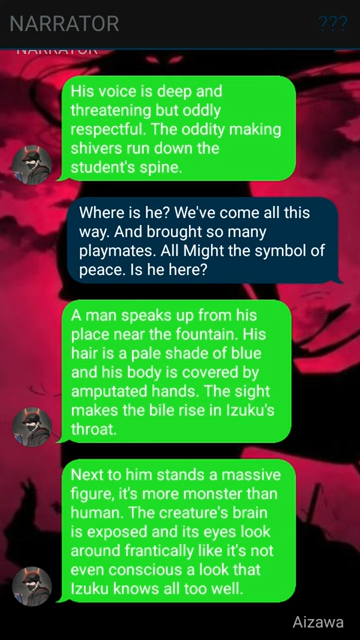 NARRATOR
???
NARRATOR
His voice is deep and
threatening but oddly
respectful. The oddity making
shivers run down the
student's spine.
Where is he? We've come all this
way. And brought so many
playmates. All Might the symbol of
peace. Is he here?
A man speaks up from his
place near the fountain. His
hair is a pale shade of blue
and his body is covered by
amputated hands. The sight
makes the bile rise in Izuku's
throat.
Next to him stands a massive
figure, it's more monster than
human. The creature's brain
is exposed and its eyes look
around frantically like it's not
even conscious a look that
Izuku knows all too well.
Aizawa